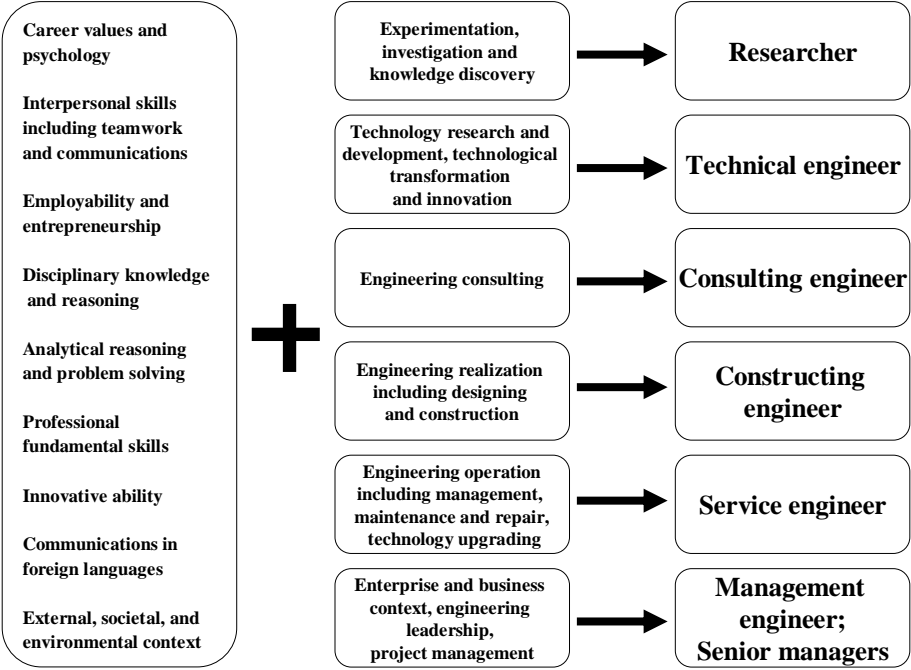 Career values and
psychology
Interpersonal skills
including teamwork
and communications
Employability and
entrepreneurship
Disciplinary knowledge
and reasoning
Analytical reasoning
and problem solving
Professional
fundamental skills
Innovative ability
Communications in
foreign languages
External, societal, and
environmental context
Experimentation,
investigation and
knowledge discovery
Researcher
Technology research and
development, technological
transformation
and innovation
Technical engineer
Engineering consulting
Consulting engineer
Engineering realization
including designing
and construction
Constructing
engineer
Engineering operation
including management,
maintenance and repair,
technology upgrading
Service engineer
Enterprise and business
context, engineering
leadership,
project management
Management
engineer;
Senior managers